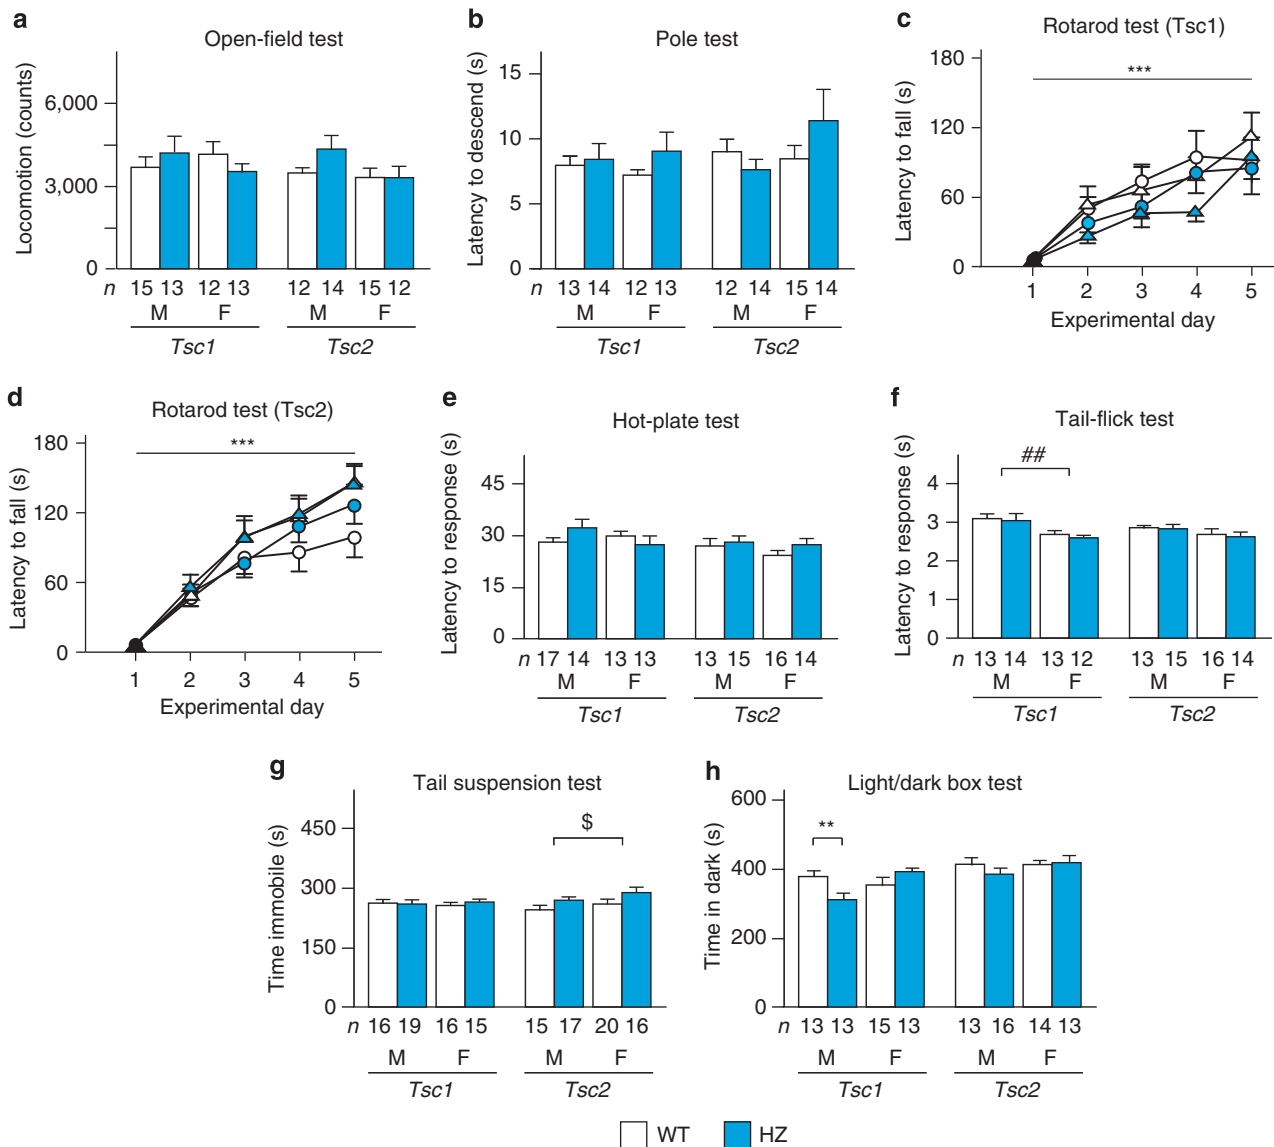 a
Open-field test
Locomotion (counts)
6,000
3,000
0
n 15 13 12 13 12 14 15 12
M F M F
Tsc1 Tsc2
b
Pole test
Latency to descend (s)
15
10
5
0
n 13 14 12 13 12 14 15 14
M F M F
Tsc1 Tsc2
c
Rotarod test (Tsc1)
Latency to fall (s)
180
120
60
0
***
1 2 3 4 5
Experimental day
d
Rotarod test (Tsc2)
Latency to fall (s)
180
120
60
0
***
1 2 3 4 5
Experimental day
e
Hot-plate test
Latency to response (s)
45
30
15
0
n 17 14 13 13 13 15 16 14
M F M F
Tsc1 Tsc2
f
Tail-flick test
Latency to response (s)
4
3
2
1
0
##
n 13 14 13 12 13 15 16 14
M F M F
Tsc1 Tsc2
g
Tail suspension test
Time immobile (s)
450
300
150
0
$
n 16 19 16 15 15 17 20 16
M F M F
Tsc1 Tsc2
h
Light/dark box test
Time in dark (s)
600
400
200
0
**
n 13 13 15 13 13 16 14 13
M F M F
Tsc1 Tsc2
WT HZ